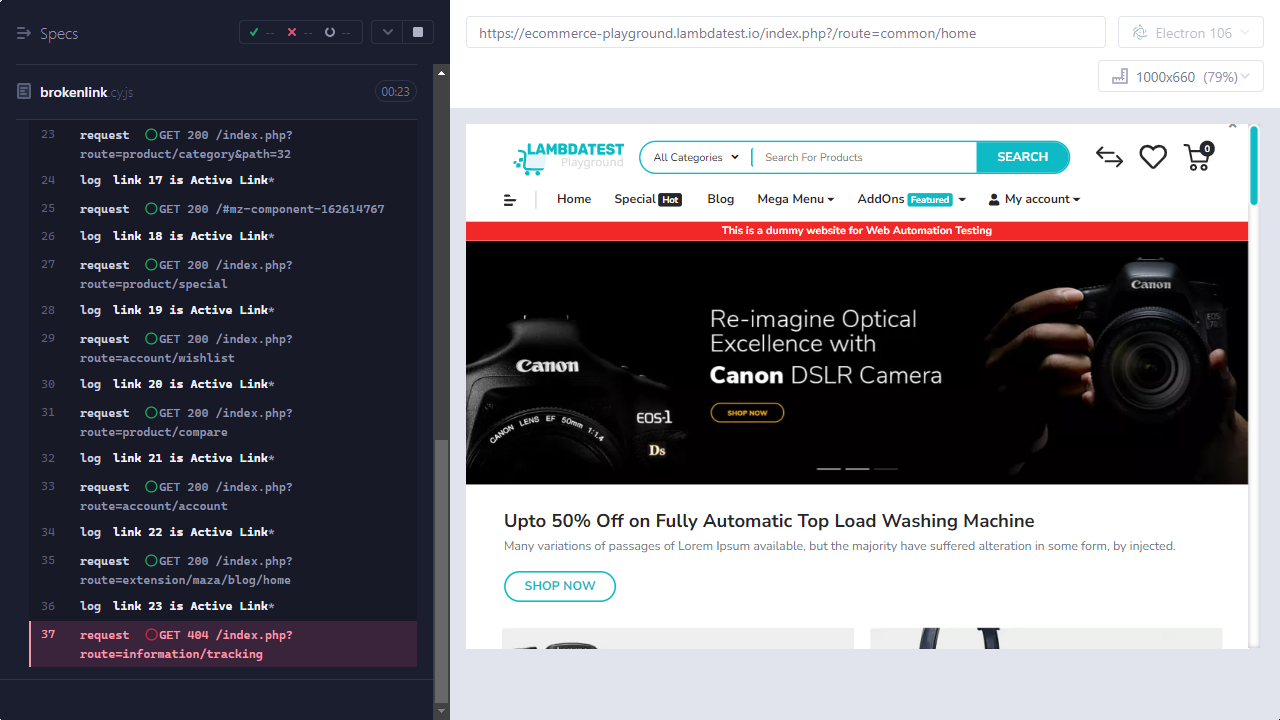 Specs
-- -- --
brokenlink.cy.js
00:23
23 request GET 200 /index.php?
route=product/category&path=32
24 log link 17 is Active Link*
25 request GET 200 /#mz-component-162614767
26 log link 18 is Active Link*
27 request GET 200 /index.php?
route=product/special
28 log link 19 is Active Link*
29 request GET 200 /index.php?
route=account/wishlist
30 log link 20 is Active Link*
31 request GET 200 /index.php?
route=product/compare
32 log link 21 is Active Link*
33 request GET 200 /index.php?
route=account/account
34 log link 22 is Active Link*
35 request GET 200 /index.php?
route=extension/maza/blog/home
36 log link 23 is Active Link*
37 request GET 404 /index.php?
route=information/tracking
https://ecommerce-playground.lambdatest.io/index.php?/route=common/home
Electron 106
1000x660 (79%)
LAMBDATEST
Playground
All Categories
Search For Products
SEARCH
0
Home Special Hot Blog Mega Menu AddOns Featured My account
This is a dummy website for Web Automation Testing
Canon
EOS
Re-imagine Optical
Excellence with
Canon DSLR Camera
SHOP NOW
Canon
CANON LENS EF 50mm 1:1.4
EOS-1
Ds
Upto 50% Off on Fully Automatic Top Load Washing Machine
Many variations of passages of Lorem Ipsum available, but the majority have suffered alteration in some form, by injected.
SHOP NOW